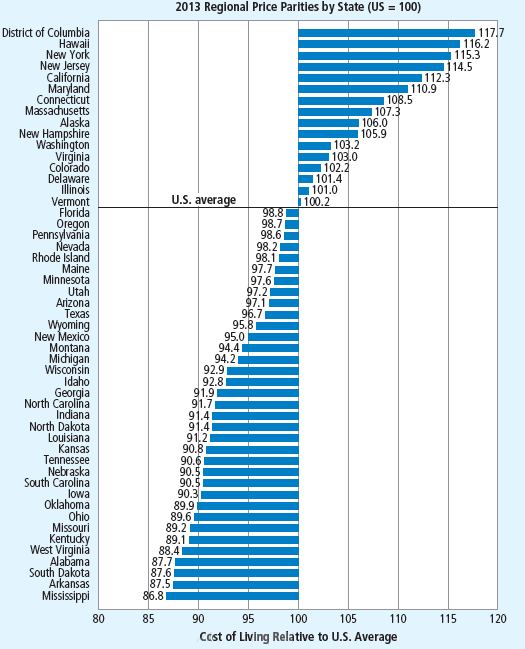 2013 Regional Price Parities by State (US = 100)
District of Columbia 117.7
Hawaii 116.2
New York 115.3
New Jersey 114.5
California 112.3
Maryland 110.9
Connecticut 108.5
Massachusetts 107.3
Alaska 106.0
New Hampshire 105.9
Washington 103.2
Virginia 103.0
Colorado 102.2
Delaware 101.4
Illinois 101.0
Vermont U.S. average 100.2
Florida 98.8
Oregon 98.7
Pennsylvania 98.6
Nevada 98.2
Rhode Island 98.1
Maine 97.7
Minnesota 97.6
Utah 97.2
Arizona 97.1
Texas 96.7
Wyoming 95.8
New Mexico 95.0
Montana 94.4
Michigan 94.2
Wisconsin 92.9
Idaho 92.8
Georgia 91.9
North Carolina 91.7
Indiana 91.4
North Dakota 91.4
Louisiana 91.2
Kansas 90.8
Tennessee 90.6
Nebraska 90.5
South Carolina 90.5
Iowa 90.3
Oklahoma 89.9
Ohio 89.6
Missouri 89.2
Kentucky 89.1
West Virginia 88.4
Alabama 87.7
South Dakota 87.6
Arkansas 87.5
Mississippi 86.8
80 85 90 95 100 105 110 115 120
Cost of Living Relative to U.S. Average